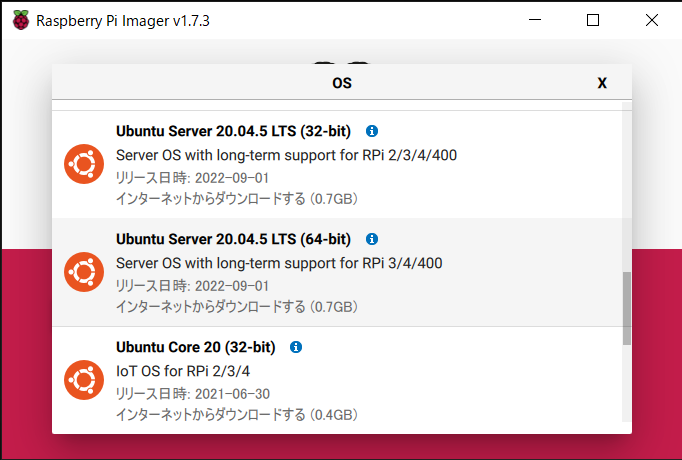 Raspberry Pi Imager v1.7.3
OS
X
Ubuntu Server 20.04.5 LTS (32-bit)
Server OS with long-term support for RPi 2/3/4/400
リリース日時: 2022-09-01
インターネットからダウンロードする (0.7GB)
Ubuntu Server 20.04.5 LTS (64-bit)
Server OS with long-term support for RPi 3/4/400
リリース日時: 2022-09-01
インターネットからダウンロードする (0.7GB)
Ubuntu Core 20 (32-bit)
IoT OS for RPi 2/3/4
リリース日時: 2021-06-30
インターネットからダウンロードする (0.4GB)